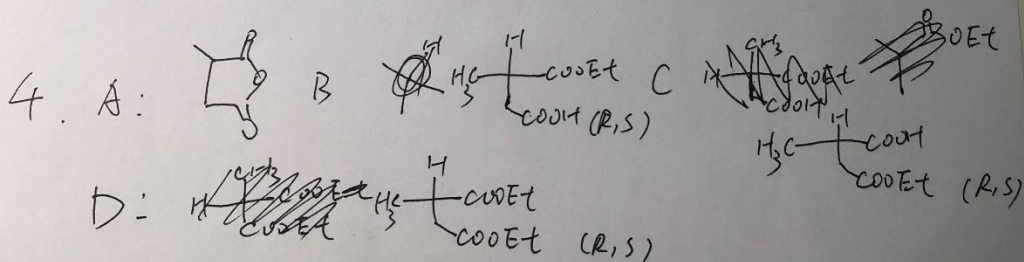 4. A: O O O B H H3C COOEt COOH (R,S) C OEt
H H3C COOH COOEt (R,S)
D: H H3C COOEt COOEt (R,S)